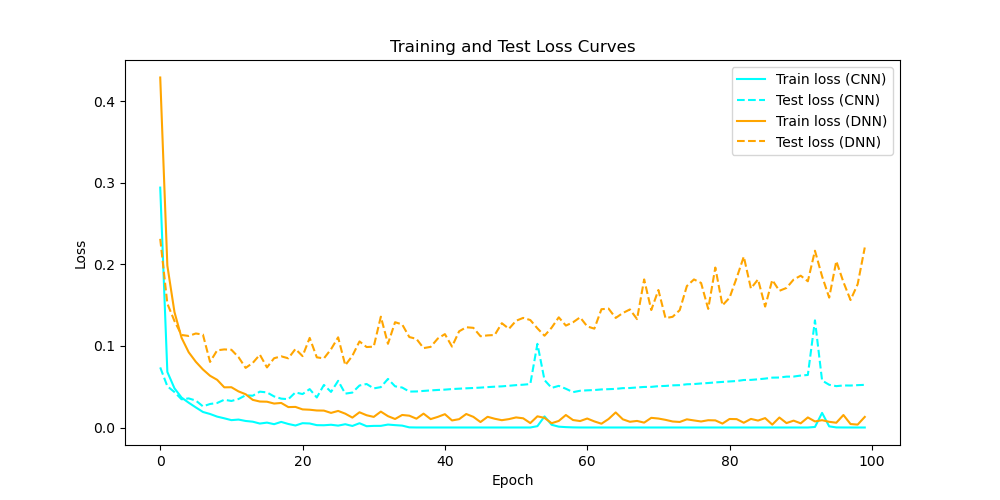 Training and Test Loss Curves
Train loss (CNN)
Test loss (CNN)
Train loss (DNN)
Test loss (DNN)
Loss
0.4
0.3
0.2
0.1
0.0
0 20 40 60 80 100
Epoch